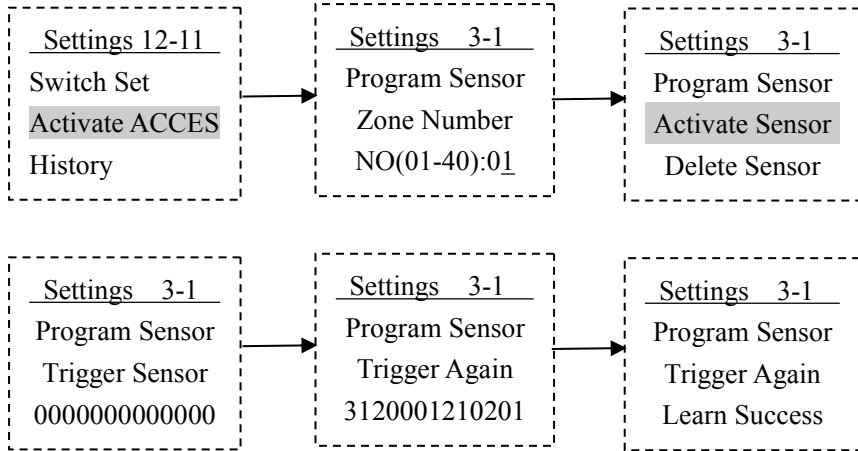 Settings 12-11
Switch Set
Activate ACCES
History
Settings 3-1
Program Sensor
Zone Number
NO(01-40):01
Settings 3-1
Program Sensor
Activate Sensor
Delete Sensor
Settings 3-1
Program Sensor
Trigger Sensor
0000000000000
Settings 3-1
Program Sensor
Trigger Again
3120001210201
Settings 3-1
Program Sensor
Trigger Again
Learn Success